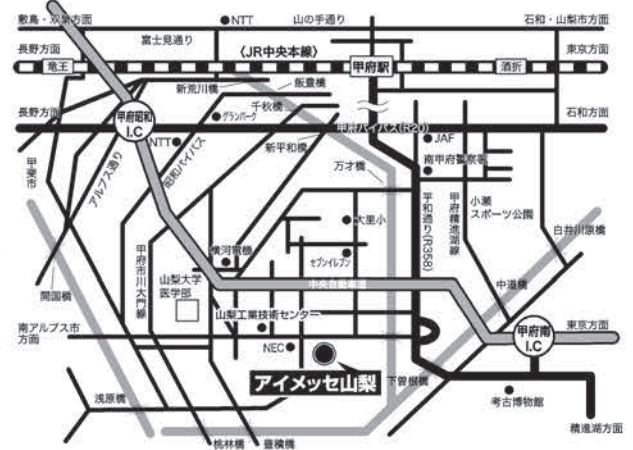 敷島・双葉方面
NTT
山の手通り
石和・山梨市方面
富士見通り
長野方面
〈JR中央本線〉
東京方面
竜王
甲府駅
酒折
新荒川橋
飯豊橋
千秋橋
グランパーク
長野方面
甲府昭和
I.C
甲府バイパス(R20)
石和方面
NTT
新平和橋
JAF
南甲府警察署
甲斐市
アルプス通り
昭和バイパス
万才橋
平和通り(R358)
甲府精進湖線
小瀬
スポーツ公園
大里小
白井川原橋
甲府市川大門線
横河電機
セブンイレブン
開国橋
山梨大学
医学部
中央自動車道
中道橋
山梨工業技術センター
南アルプス市
方面
甲府南
I.C
東京方面
NEC
アイメッセ山梨
下曽根橋
浅原橋
考古博物館
桃林橋
豊積橋
精進湖方面